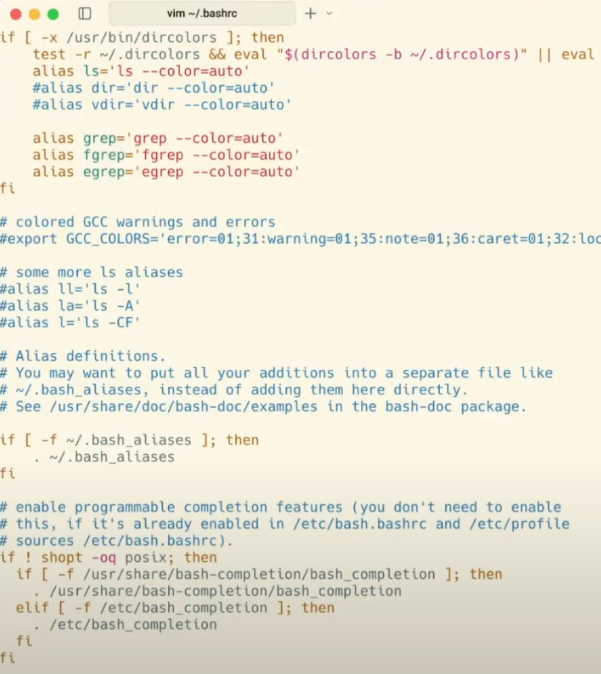 vim ~/.bashrc
if [ -x /usr/bin/dircolors ]; then
    test -r ~/.dircolors && eval "$(dircolors -b ~/.dircolors)" || eval
    alias ls='ls --color=auto'
    #alias dir='dir --color=auto'
    #alias vdir='vdir --color=auto'

    alias grep='grep --color=auto'
    alias fgrep='fgrep --color=auto'
    alias egrep='egrep --color=auto'
fi

# colored GCC warnings and errors
#export GCC_COLORS='error=01;31:warning=01;35:note=01;36:caret=01;32:loc

# some more ls aliases
#alias ll='ls -l'
#alias la='ls -A'
#alias l='ls -CF'

# Alias definitions.
# You may want to put all your additions into a separate file like
# ~/.bash_aliases, instead of adding them here directly.
# See /usr/share/doc/bash-doc/examples in the bash-doc package.

if [ -f ~/.bash_aliases ]; then
    . ~/.bash_aliases
fi

# enable programmable completion features (you don't need to enable
# this, if it's already enabled in /etc/bash.bashrc and /etc/profile
# sources /etc/bash.bashrc).
if ! shopt -oq posix; then
  if [ -f /usr/share/bash-completion/bash_completion ]; then
    . /usr/share/bash-completion/bash_completion
  elif [ -f /etc/bash_completion ]; then
    . /etc/bash_completion
  fi
fi